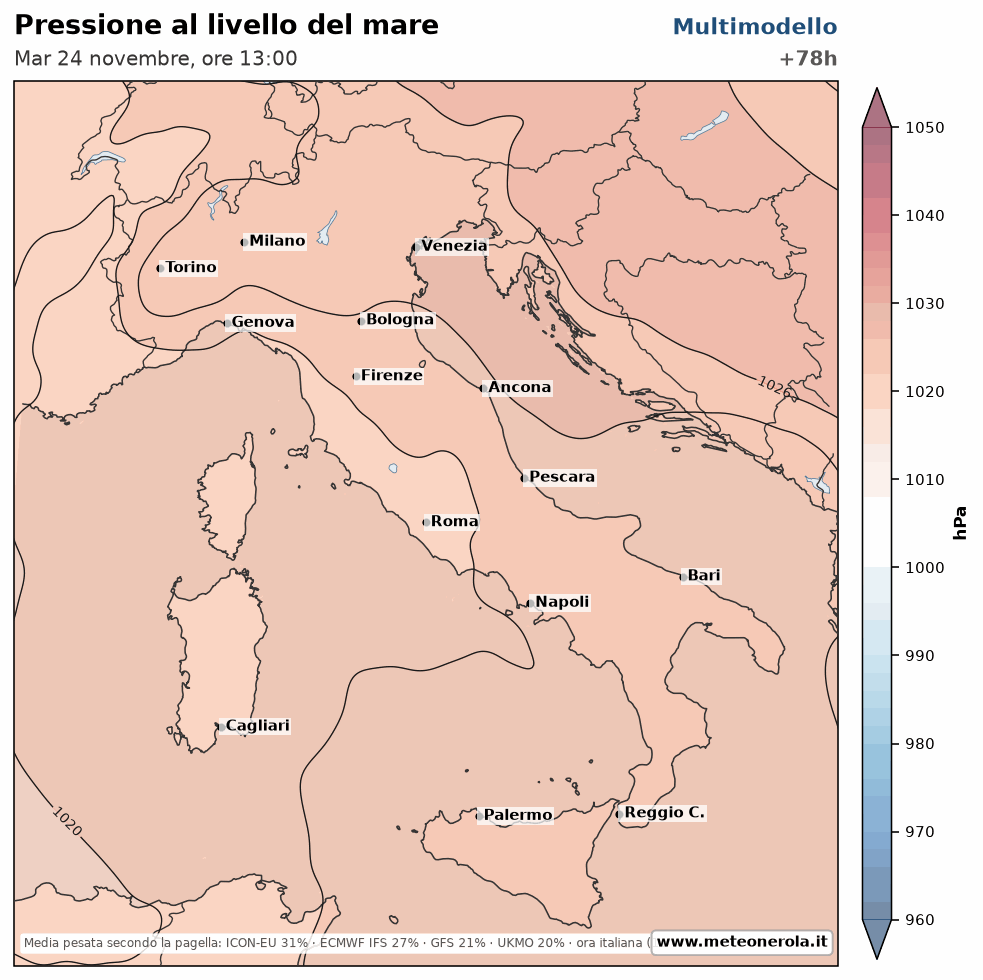 Pressione al livello del mare
Multimodello
Mar 24 novembre, ore 13:00
+78h
Milano
Venezia
Torino
Genova
Bologna
Firenze
Ancona
1026
Pescara
Roma
Bari
Napoli
Cagliari
Palermo
Reggio C.
1020
1050
1040
1030
1020
1010
1000
990
980
970
960
hPa
Media pesata secondo la pagella: ICON-EU 31% · ECMWF IFS 27% · GFS 21% · UKMO 20% · ora italiana (
www.meteonerola.it